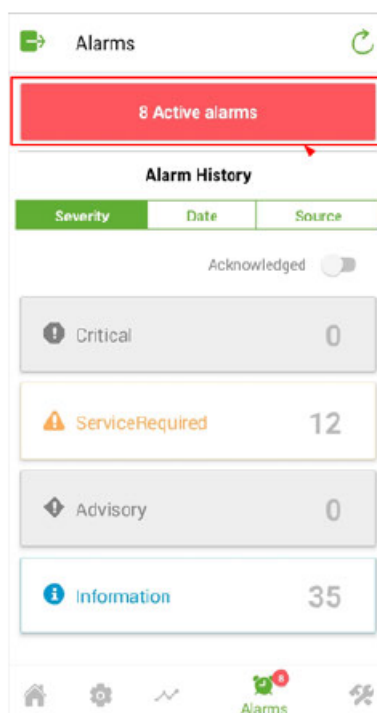 Alarms
8 Active alarms
Alarm History
Severity Date Source
Acknowledged
Critical 0
ServiceRequired 12
Advisory 0
Information 35
8
Alarms